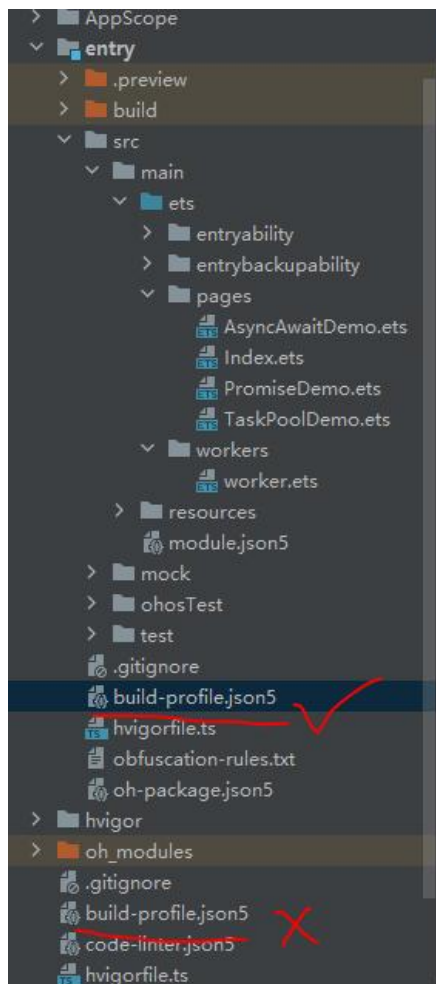 AppScope
entry
.preview
build
src
main
ets
entryability
entrybackupability
pages
AsyncAwaitDemo.ets
Index.ets
PromiseDemo.ets
TaskPoolDemo.ets
workers
worker.ets
resources
module.json5
mock
ohosTest
test
.gitignore
build-profile.json5
hvigorfile.ts
obfuscation-rules.txt
oh-package.json5
hvigor
oh_modules
.gitignore
build-profile.json5
code-linter.json5
hvigorfile.ts